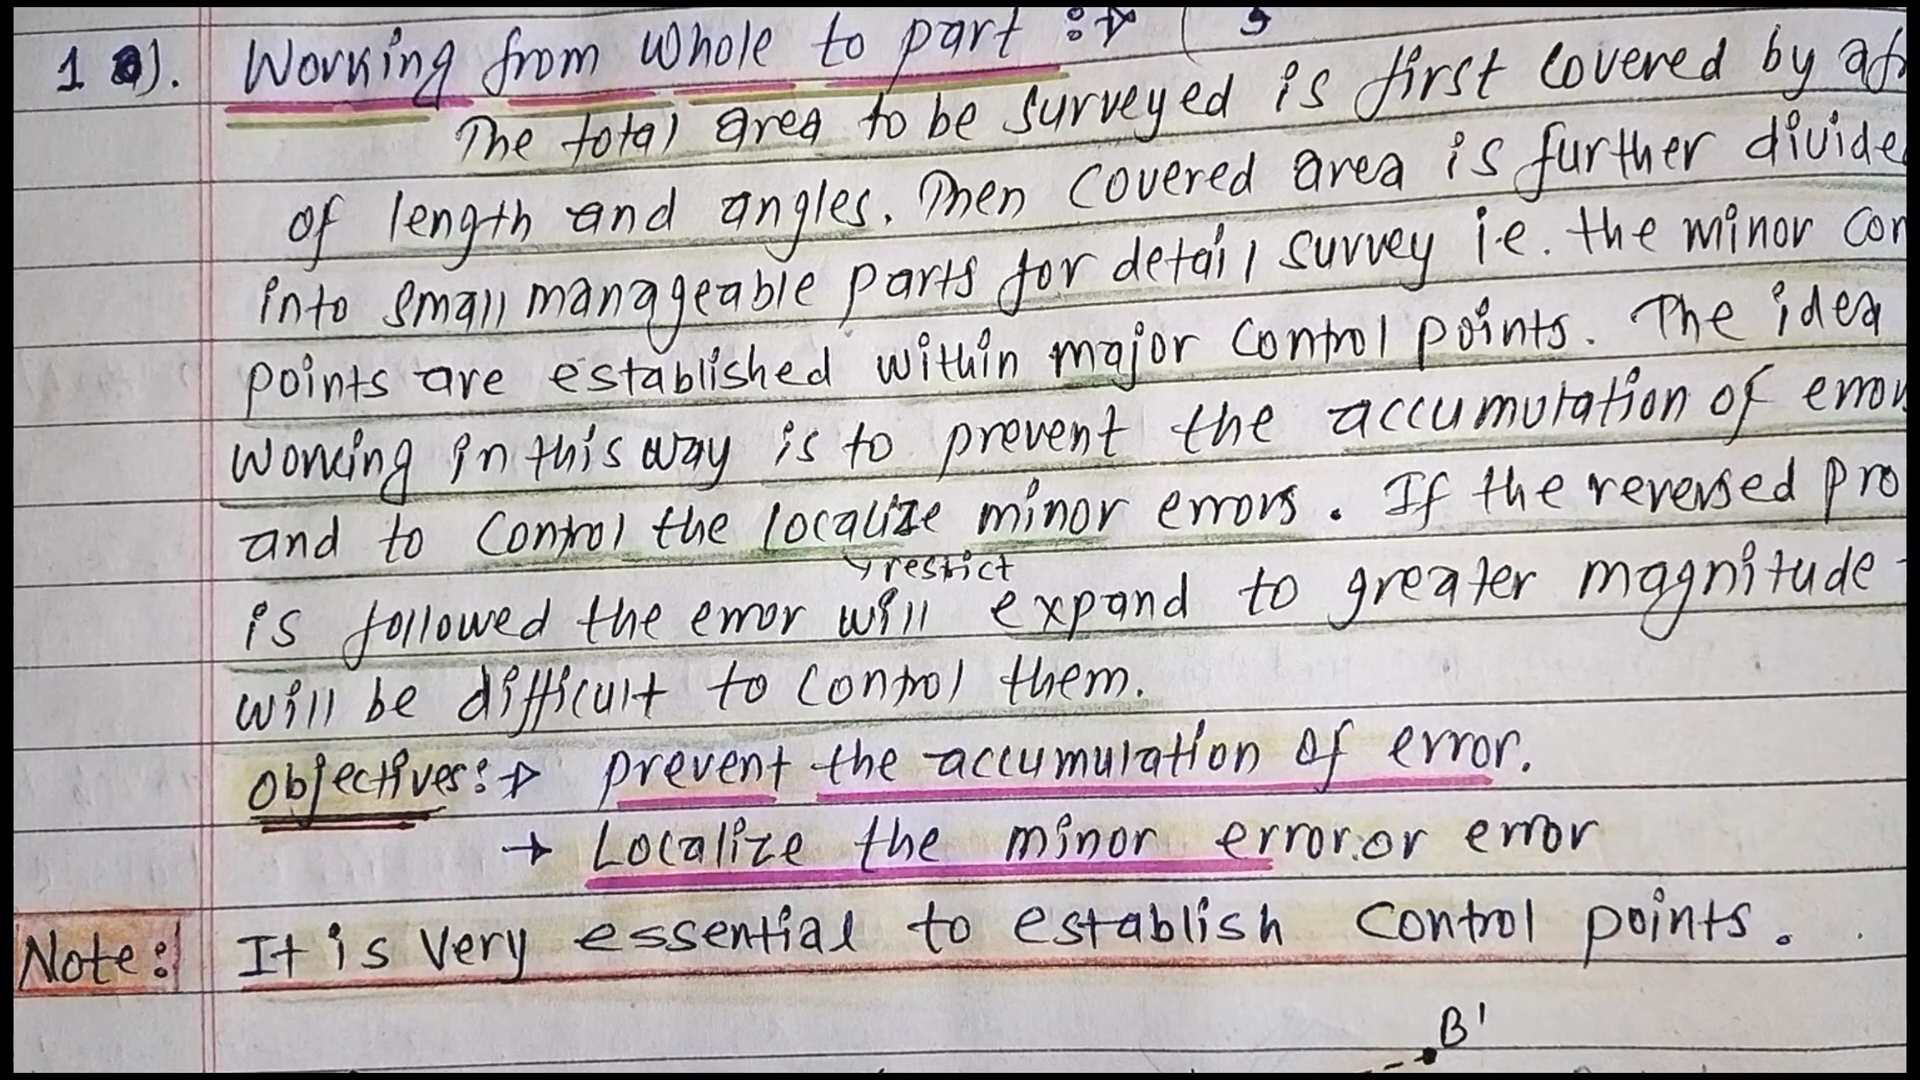 1 a). Working from whole to part :→ (
The total area to be surveyed is first covered by
of length and angles. Then covered area is further divide
into small manageable parts for detail survey i.e. the minor con
points are established within major control points. The idea
working in this way is to prevent the accumulation of error
and to control the localize minor errors. If the reversed pro
→ restrict
is followed the error will expand to greater magnitude
will be difficult to control them.
Objectives :→ prevent the accumulation of error.
→ Localize the minor error.or error
Note: It is very essential to establish control points.
B'